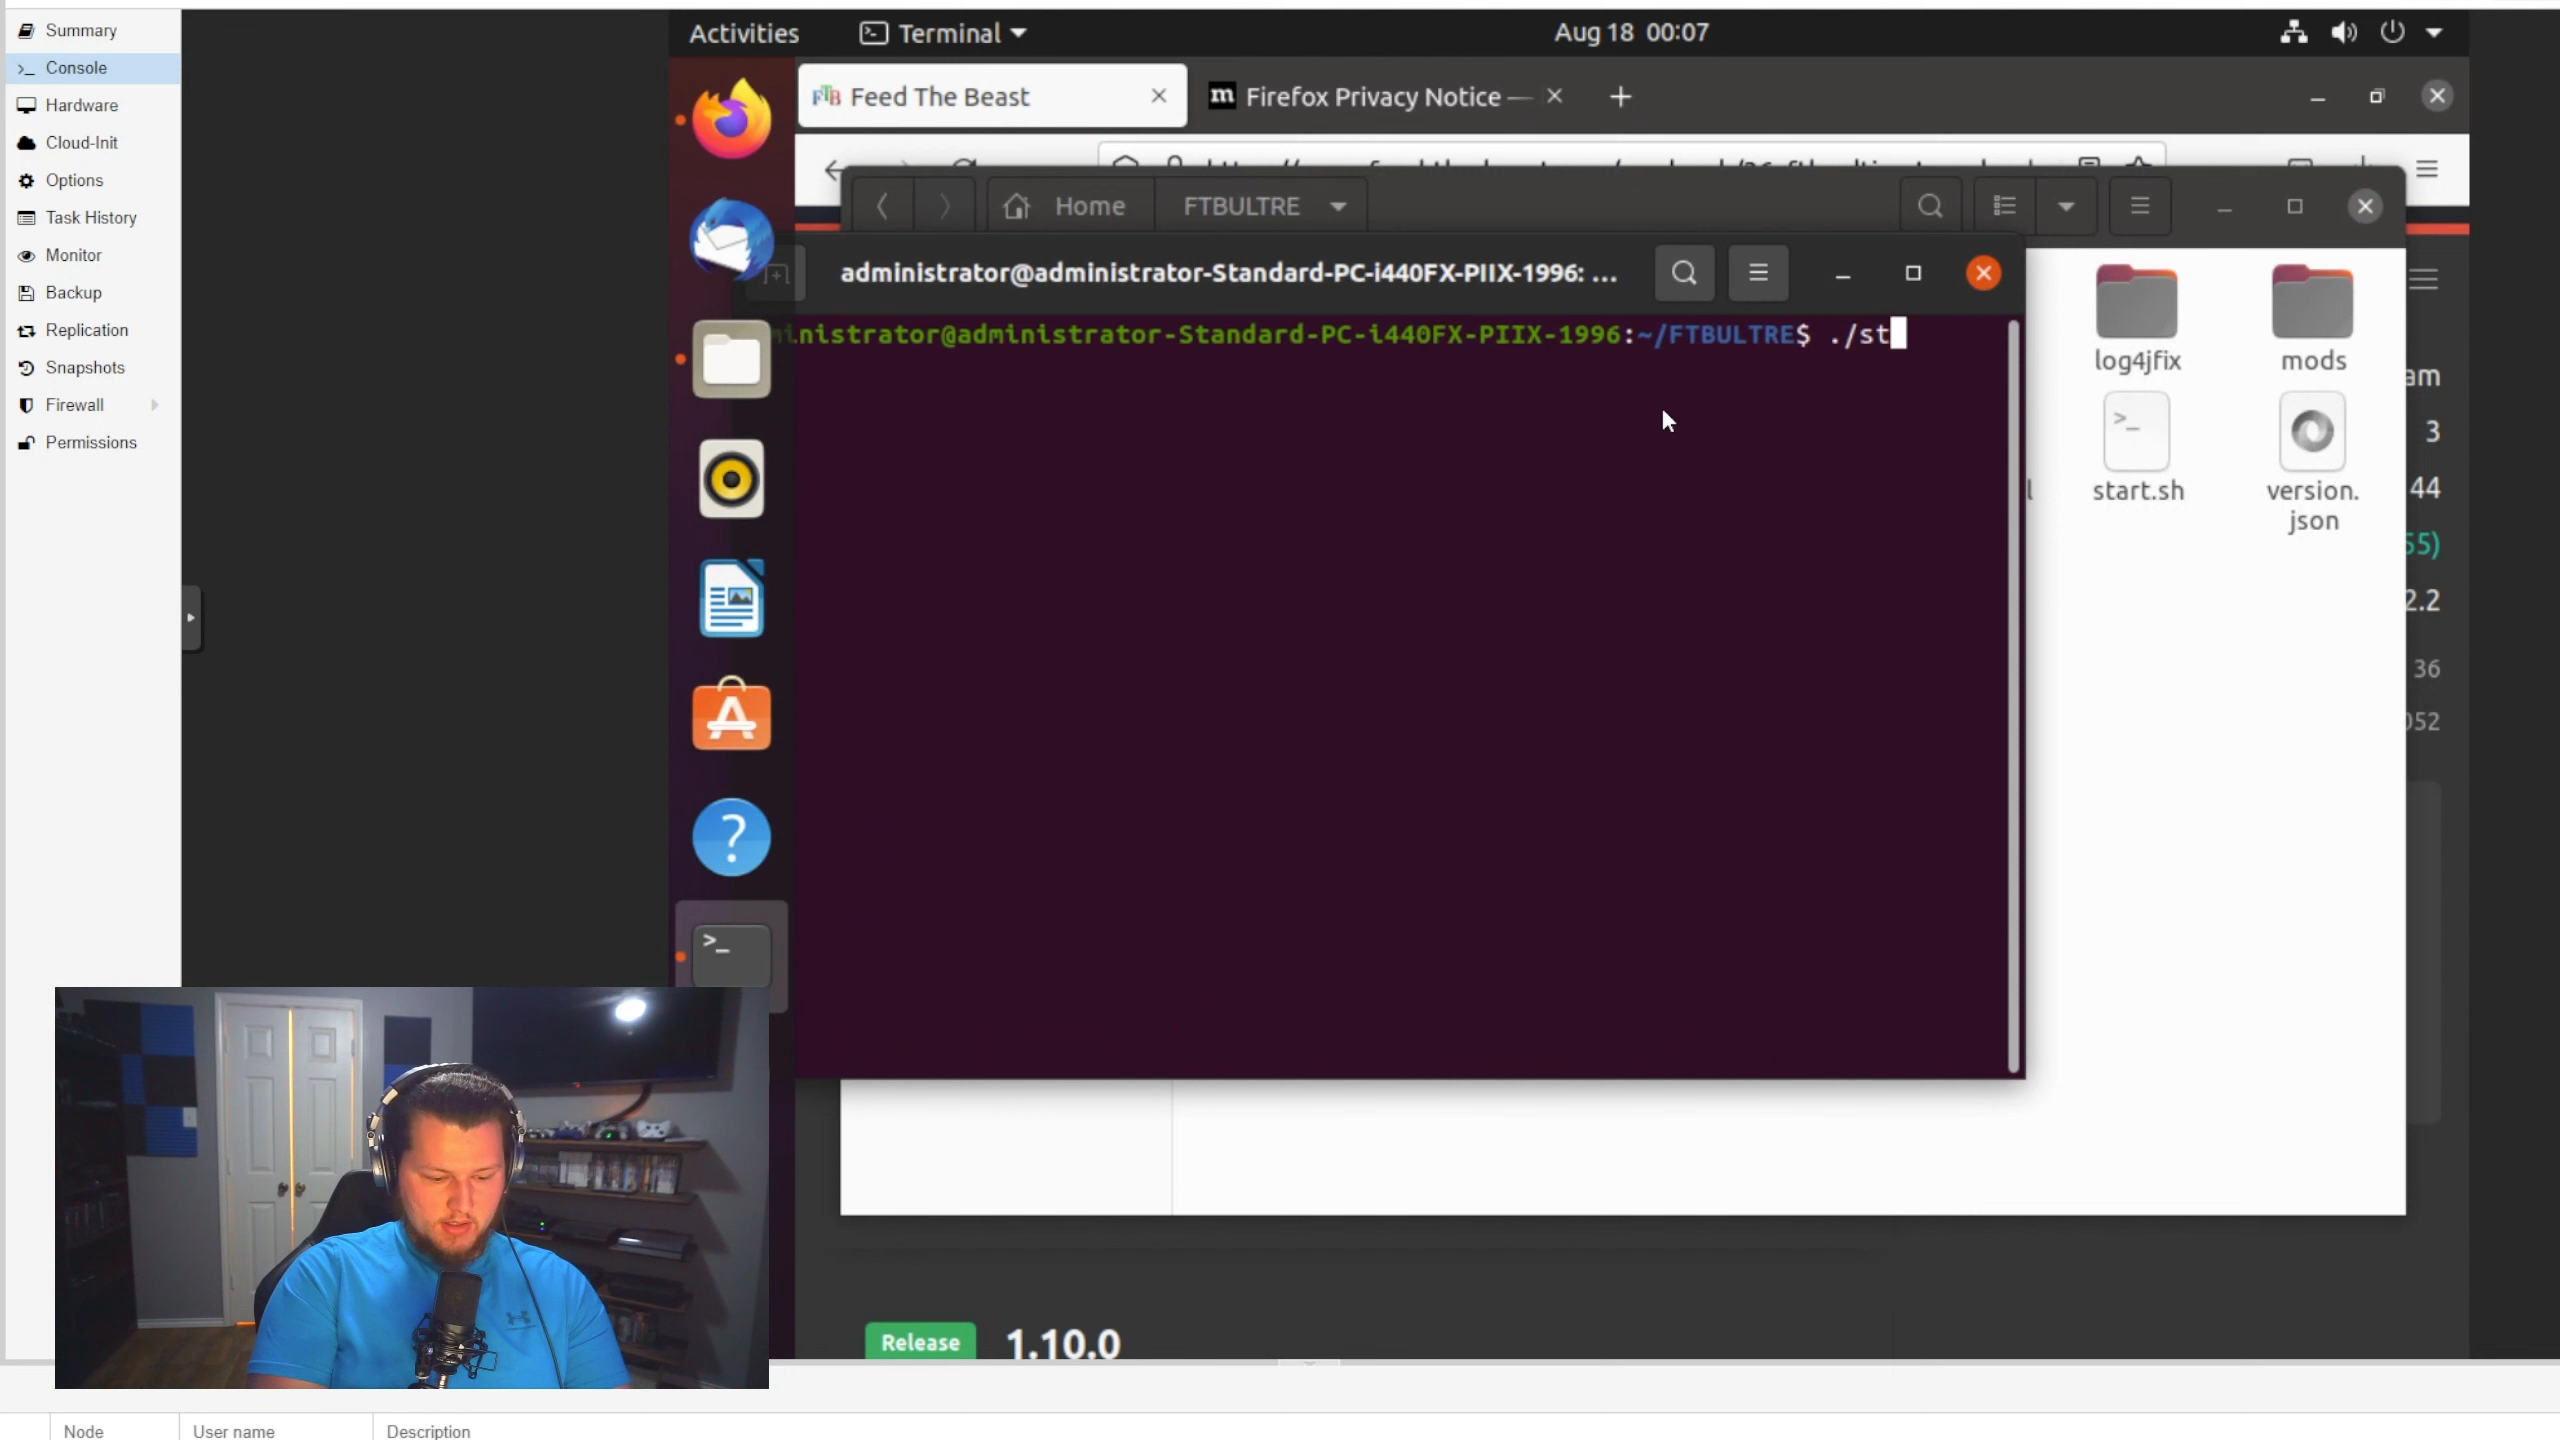 Summary
Console
Hardware
Cloud-Init
Options
Task History
Monitor
Backup
Replication
Snapshots
Firewall
Permissions
Activities
Terminal
Aug 18 00:07
FTB Feed The Beast
m Firefox Privacy Notice —
Home
FTBULTRE
administrator@administrator-Standard-PC-i440FX-PIIX-1996: ...
inistrator@administrator-Standard-PC-i440FX-PIIX-1996:~/FTBULTRE$ ./st
log4jfix
mods
start.sh
version.
json
am
3
44
55)
2.2
36
052
Release
1.10.0
Node
User name
Description